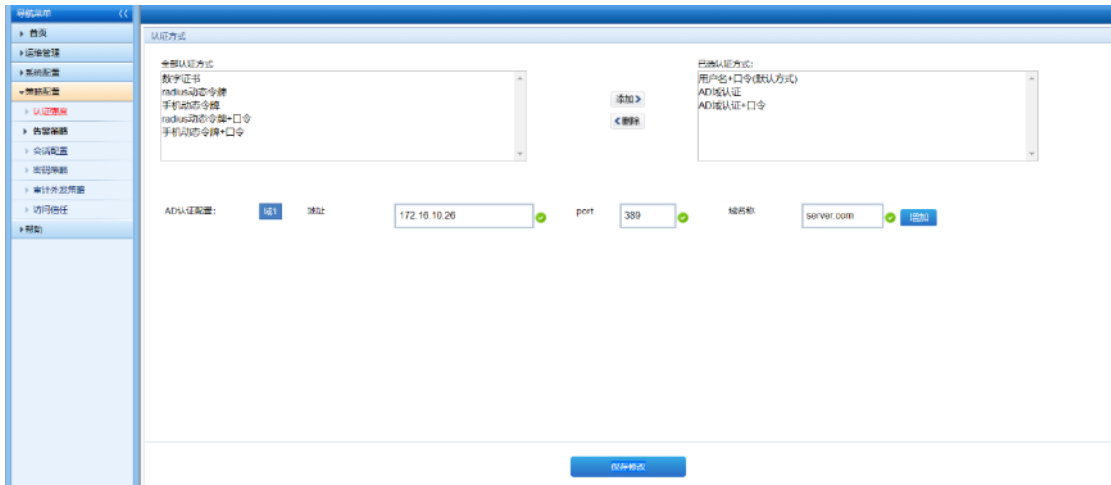 导航菜单
首页
运维管理
系统配置
策略配置
认证强度
告警策略
会话配置
密码策略
审计外发策略
访问信任
帮助
认证方式
全部认证方式
数字证书
radius动态令牌
手机动态令牌
radius动态令牌+口令
手机动态令牌+口令
添加
删除
已选认证方式:
用户名+口令(默认方式)
AD域认证
AD域认证+口令
AD认证配置: 域1 地址 172.16.10.26 port 389 域名称 server.com 增加
保存修改